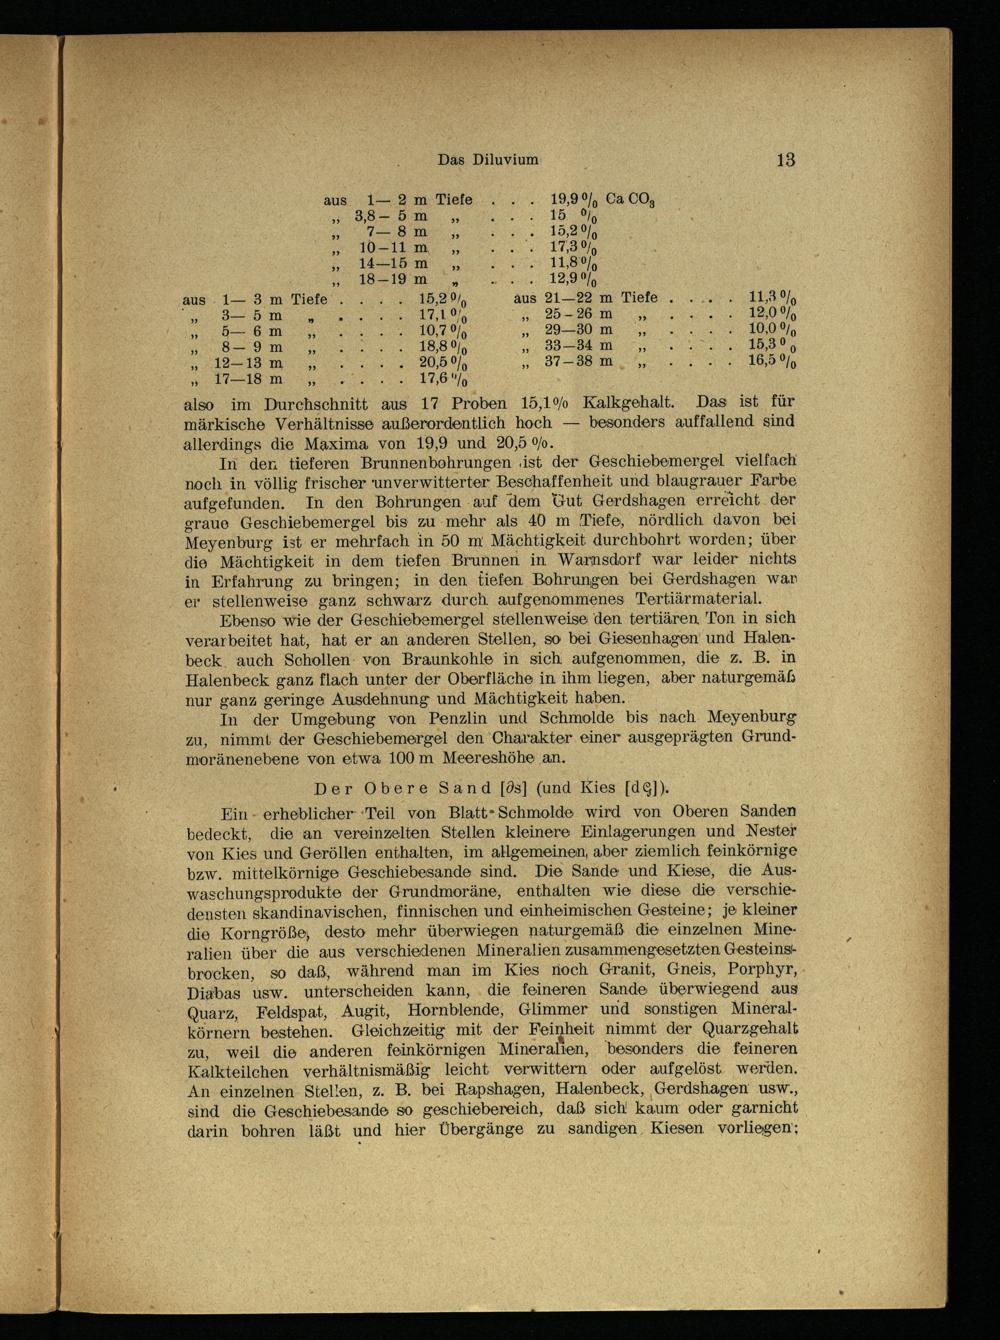 Das Diluvium 13
aus 1— 2 m Tiefe . . . 19,9 % Ca CO₃
„ 3,8 – 5 m „ . . . 15 %
„ 7— 8 m „ . . . 15,2 %
„ 10–11 m „ . . . 17,3 %
„ 14—15 m „ . . . 11,8 %
„ 18–19 m „ . . . 12,9 %
aus 1— 3 m Tiefe . . . . 15,2 % aus 21—22 m Tiefe . . . . 11,3 %
„ 3— 5 m „ . . . . 17,1 % „ 25 – 26 m „ . . . . 12,0 %
„ 5— 6 m „ . . . . 10,7 % „ 29—30 m „ . . . . 10,0 %
„ 8 – 9 m „ . . . . 18,8 % „ 33—34 m „ . . . . 15,3 %
„ 12–13 m „ . . . . 20,5 % „ 37–38 m „ . . . . 16,5 %
„ 17—18 m „ . . . . 17,6 %
also im Durchschnitt aus 17 Proben 15,1% Kalkgehalt. Das ist für
märkische Verhältnisse außerordentlich hoch — besonders auffallend sind
allerdings die Maxima von 19,9 und 20,5 %.
In den tieferen Brunnenbohrungen ist der Geschiebemergel vielfach
noch in völlig frischer unverwitterter Beschaffenheit und blaugrauer Farbe
aufgefunden. In den Bohrungen auf dem Gut Gerdshagen erreicht der
graue Geschiebemergel bis zu mehr als 40 m Tiefe, nördlich davon bei
Meyenburg ist er mehrfach in 50 m Mächtigkeit durchbohrt worden; über
die Mächtigkeit in dem tiefen Brunnen in Warnsdorf war leider nichts
in Erfahrung zu bringen; in den tiefen Bohrungen bei Gerdshagen war
er stellenweise ganz schwarz durch aufgenommenes Tertiärmaterial.
Ebenso wie der Geschiebemergel stellenweise den tertiären Ton in sich
verarbeitet hat, hat er an anderen Stellen, so bei Giesenhagen und Halen-
beck auch Schollen von Braunkohle in sich aufgenommen, die z. B. in
Halenbeck ganz flach unter der Oberfläche in ihm liegen, aber naturgemäß
nur ganz geringe Ausdehnung und Mächtigkeit haben.
In der Umgebung von Penzlin und Schmolde bis nach Meyenburg
zu, nimmt der Geschiebemergel den Charakter einer ausgeprägten Grund-
moränenebene von etwa 100 m Meereshöhe an.
Der Obere Sand [∂s] (und Kies [dg]).
Ein erheblicher Teil von Blatt Schmolde wird von Oberen Sanden
bedeckt, die an vereinzelten Stellen kleinere Einlagerungen und Nester
von Kies und Geröllen enthalten, im allgemeinen, aber ziemlich feinkörnige
bzw. mittelkörnige Geschiebesande sind. Die Sande und Kiese, die Aus-
waschungsprodukte der Grundmoräne, enthalten wie diese die verschie-
densten skandinavischen, finnischen und einheimischen Gesteine; je kleiner
die Korngröße, desto mehr überwiegen naturgemäß die einzelnen Mine-
ralien über die aus verschiedenen Mineralien zusammengesetzten Gesteins-
brocken, so daß, während man im Kies noch Granit, Gneis, Porphyr,
Diabas usw. unterscheiden kann, die feineren Sande überwiegend aus
Quarz, Feldspat, Augit, Hornblende, Glimmer und sonstigen Mineral-
körnern bestehen. Gleichzeitig mit der Feinheit nimmt der Quarzgehalt
zu, weil die anderen feinkörnigen Mineralien, besonders die feineren
Kalkteilchen verhältnismäßig leicht verwittern oder aufgelöst werden.
An einzelnen Stellen, z. B. bei Rapshagen, Halenbeck, Gerdshagen usw.,
sind die Geschiebesande so geschiebereich, daß sich kaum oder garnicht
darin bohren läßt und hier Übergänge zu sandigen Kiesen vorliegen;